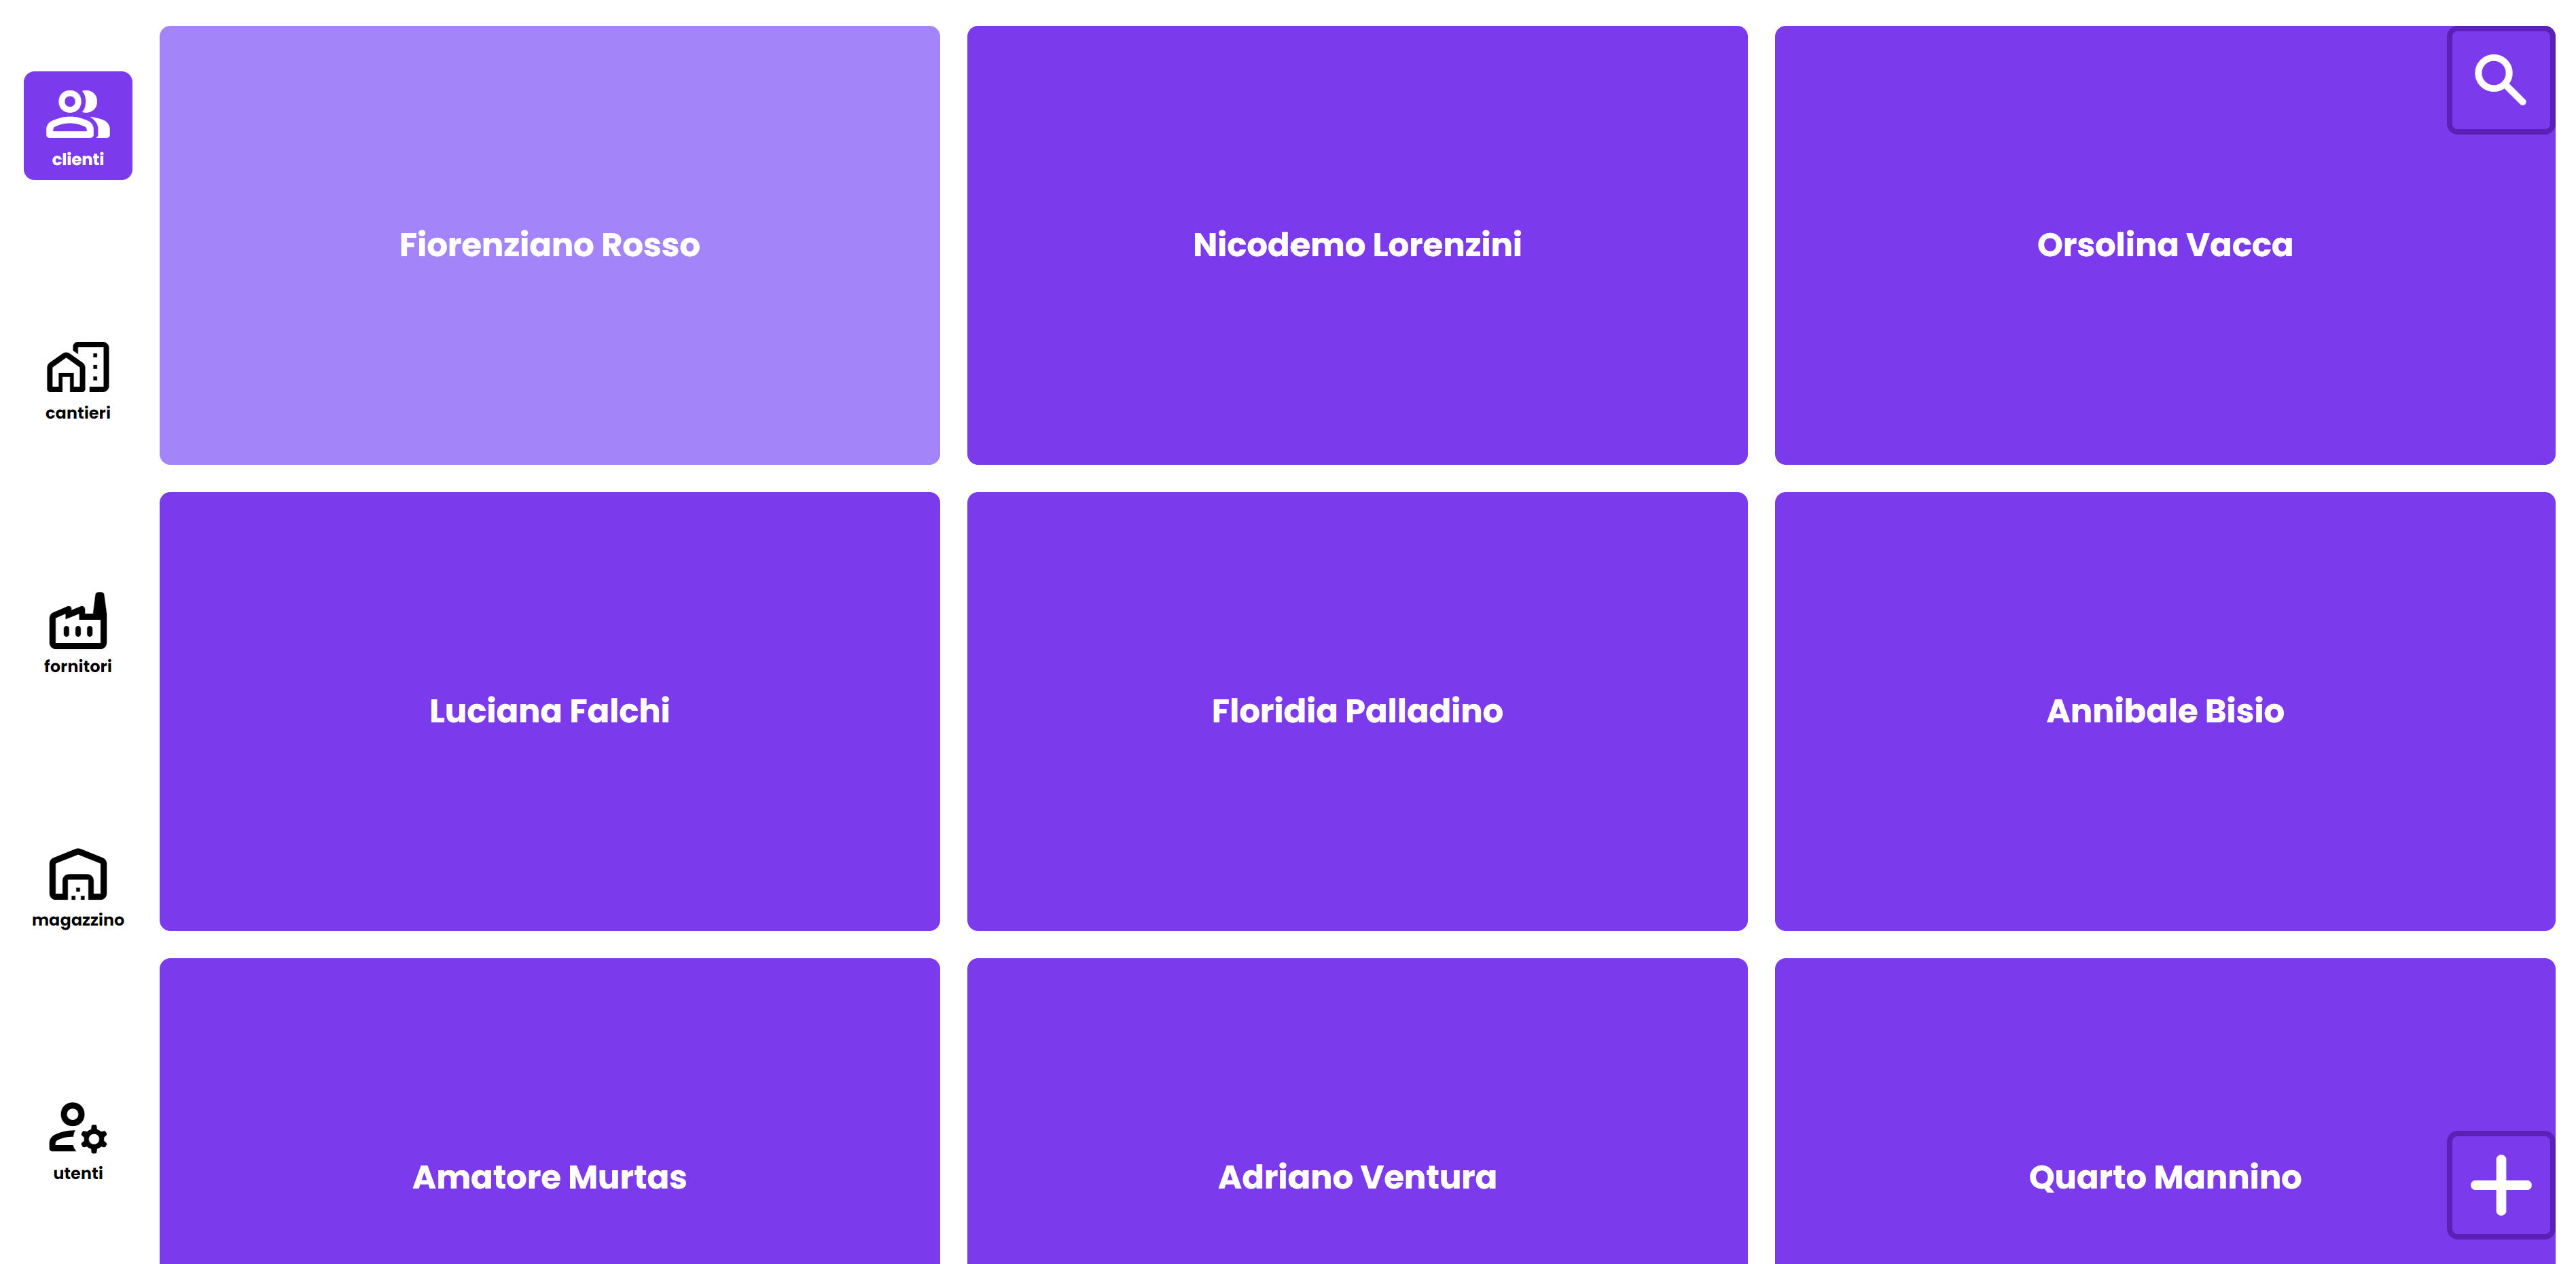 clienti
cantieri
fornitori
magazzino
utenti
Fiorenziano Rosso
Nicodemo Lorenzini
Orsolina Vacca
Luciana Falchi
Floridia Palladino
Annibale Bisio
Amatore Murtas
Adriano Ventura
Quarto Mannino